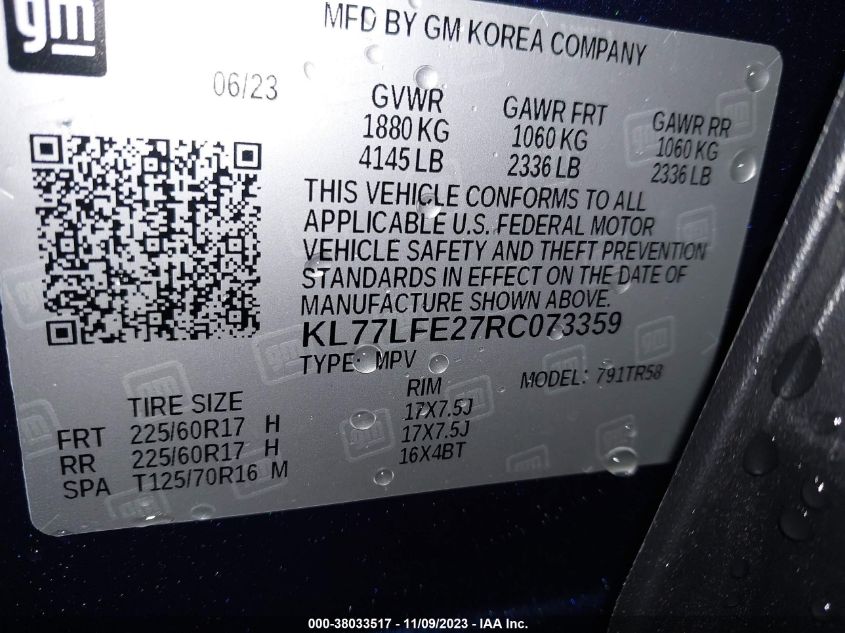 gm
MFD BY GM KOREA COMPANY
06/23
GVWR
1880 KG
4145 LB
GAWR FRT
1060 KG
2336 LB
GAWR RR
1060 KG
2336 LB
THIS VEHICLE CONFORMS TO ALL
APPLICABLE U.S. FEDERAL MOTOR
VEHICLE SAFETY AND THEFT PREVENTION
STANDARDS IN EFFECT ON THE DATE OF
MANUFACTURE SHOWN ABOVE.
KL77LFE27RC073359
TYPE: MPV
MODEL: 791TR58
TIRE SIZE
RIM
FRT 225/60R17 H 17X7.5J
RR 225/60R17 H 17X7.5J
SPA T125/70R16 M 16X4BT
000-38033517 - 11/09/2023 - IAA Inc.